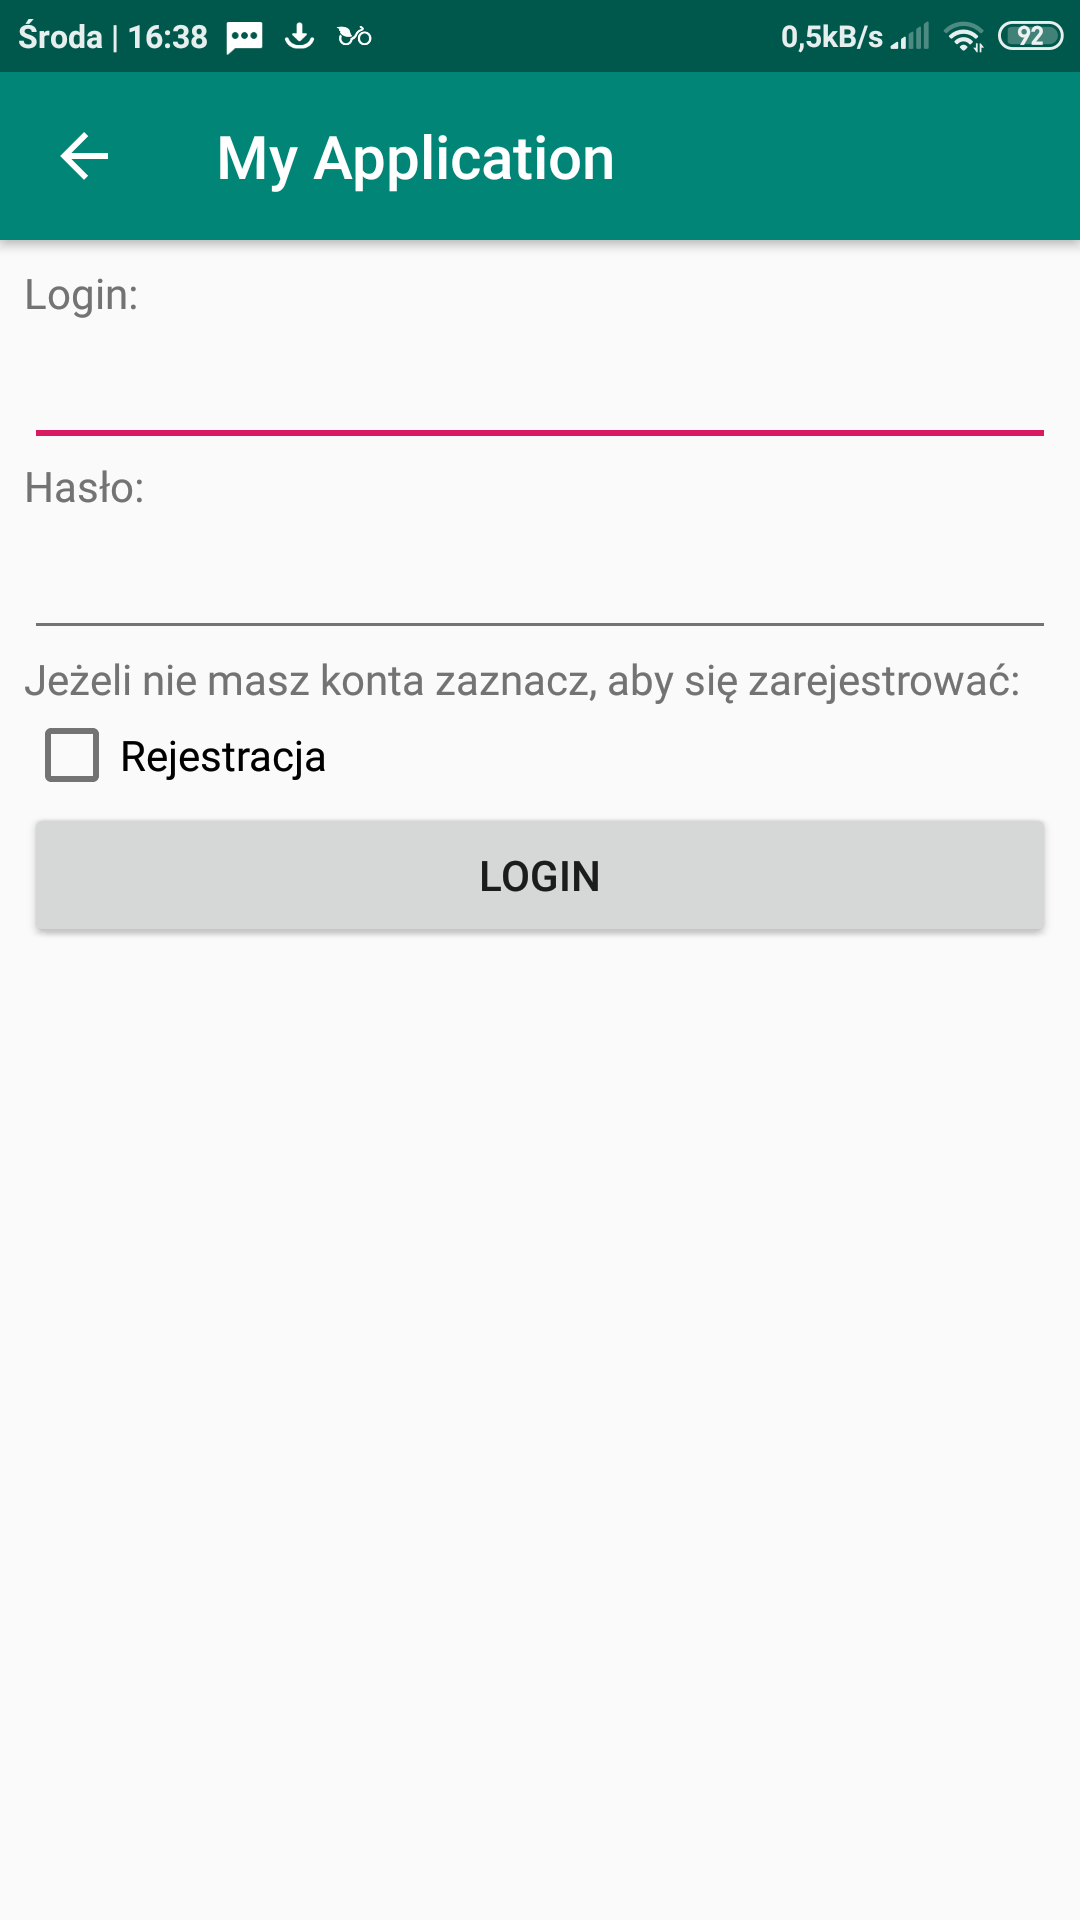 Środa | 16:38
0,5kB/s
92
My Application
Login:
Hasło:
Jeżeli nie masz konta zaznacz, aby się zarejestrować:
Rejestracja
LOGIN